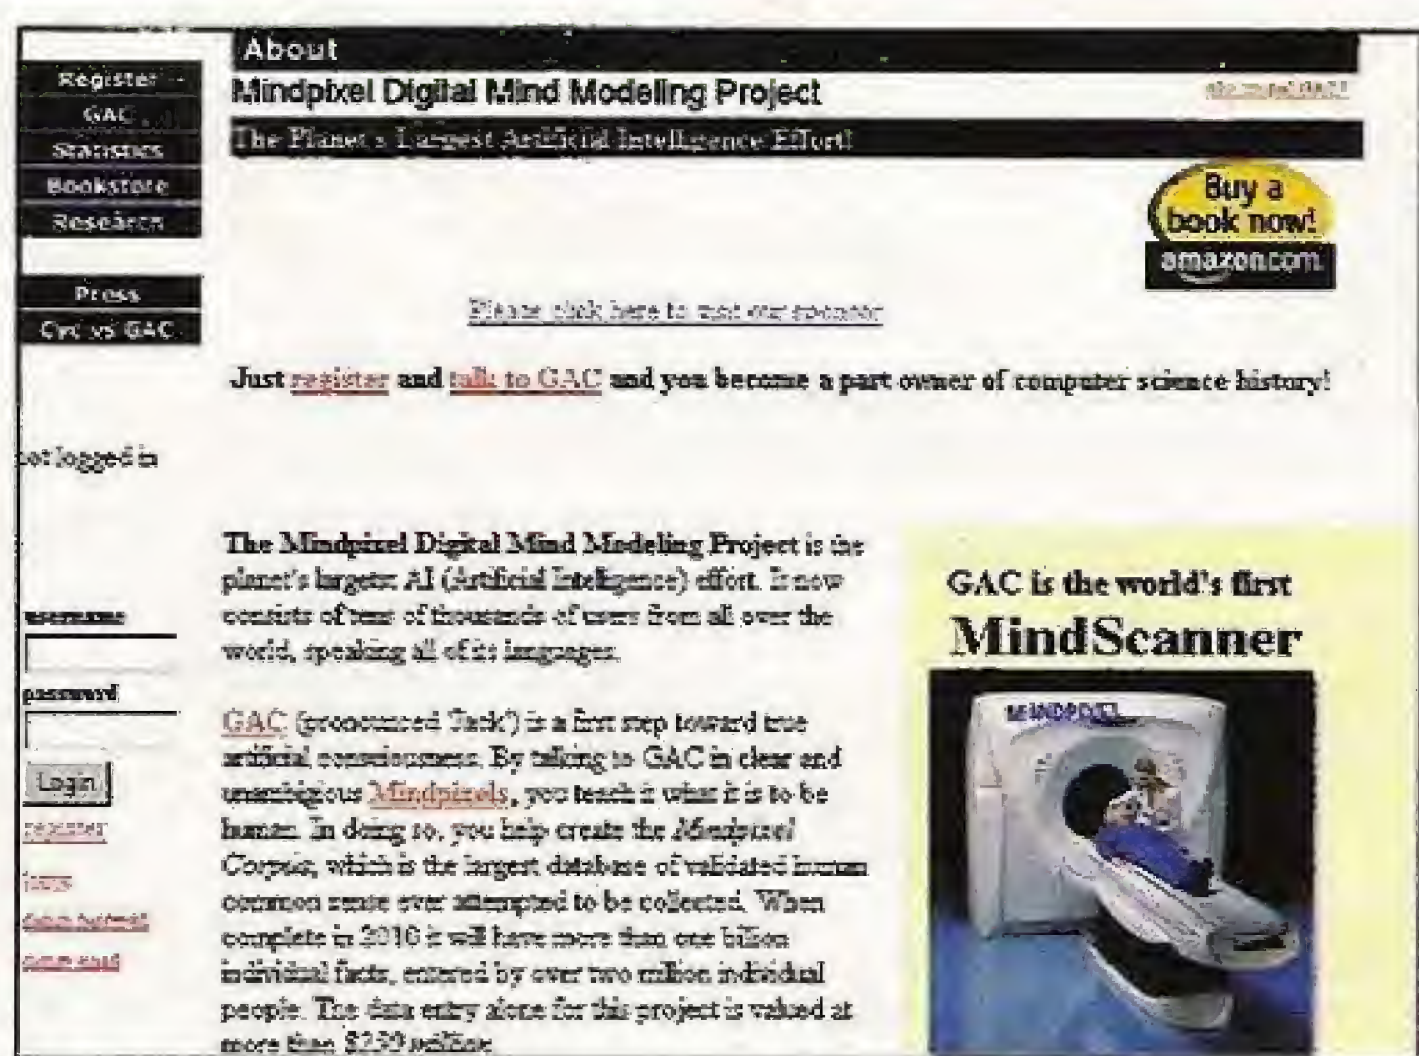 About
Mindpixel Digital Mind Modeling Project
The Planet's Largest Artificial Intelligence Effort!
Register
GAC
Statistics
Bookstore
Research
Press
Cyc vs GAC
Buy a
book now!
amazon.com
Please click here to visit our sponsor
Just register and talk to GAC and you become a part owner of computer science history!
not logged in
username
password
Login
register
The Mindpixel Digital Mind Modeling Project is the
planet's largest AI (Artificial Intelligence) effort. It now
consists of tens of thousands of users from all over the
world, speaking all of its languages.
GAC (pronounced "Jack") is a first step toward true
artificial consciousness. By talking to GAC in clear and
unambigious Mindpixels, you teach it what it is to be
human. In doing so, you help create the Mindpixel
Corpus, which is the largest database of validated human
common sense ever attempted to be collected. When
complete in 2010 it will have more than one billion
individual facts, entered by over two million individual
people. The data entry alone for this project is valued at
more than
GAC is the world's first
MindScanner
MINDPIXEL